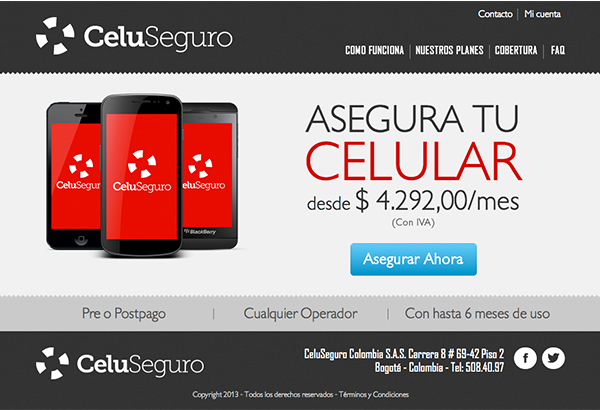 Contacto | Mi cuenta
CeluSeguro
COMO FUNCIONA | NUESTROS PLANES | COBERTURA | FAQ
ASEGURA TU
CELULAR
desde $ 4.292,00/mes
(Con IVA)
Asegurar Ahora
CeluSeguro
CeluSeguro
CeluSeguro
BlackBerry
Pre o Postpago | Cualquier Operador | Con hasta 6 meses de uso
CeluSeguro
CeluSeguro Colombia S.A.S. Carrera 8 # 69-42 Piso 2
Bogotá - Colombia - Tel: 508.40.97
Copyright 2013 - Todos los derechos reservados - Términos y Condiciones